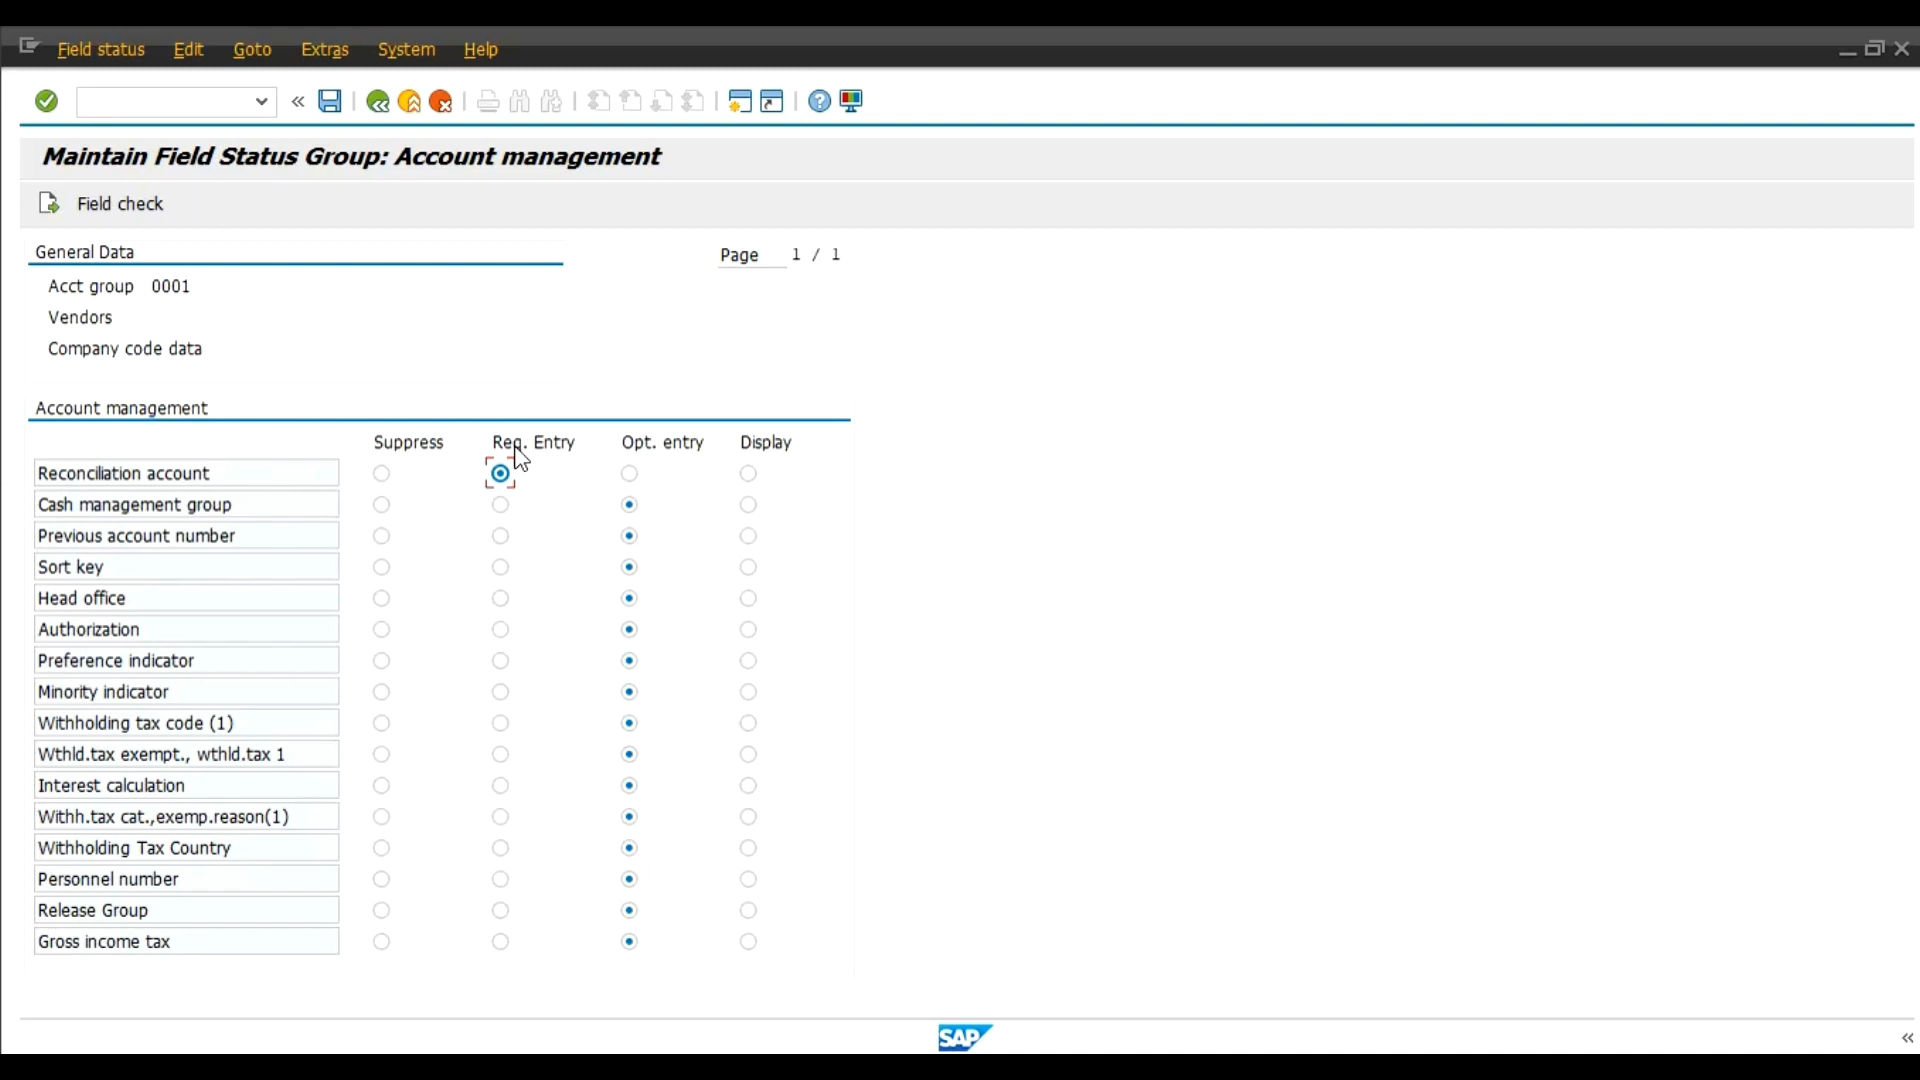 Field status Edit Goto Extras System Help
Maintain Field Status Group: Account management
Field check
General Data
Page 1 / 1
Acct group 0001
Vendors
Company code data
Account management
Suppress Req. Entry Opt. entry Display
Reconciliation account
Cash management group
Previous account number
Sort key
Head office
Authorization
Preference indicator
Minority indicator
Withholding tax code (1)
Wthld.tax exempt., wthld.tax 1
Interest calculation
Withh.tax cat.,exemp.reason(1)
Withholding Tax Country
Personnel number
Release Group
Gross income tax
SAP